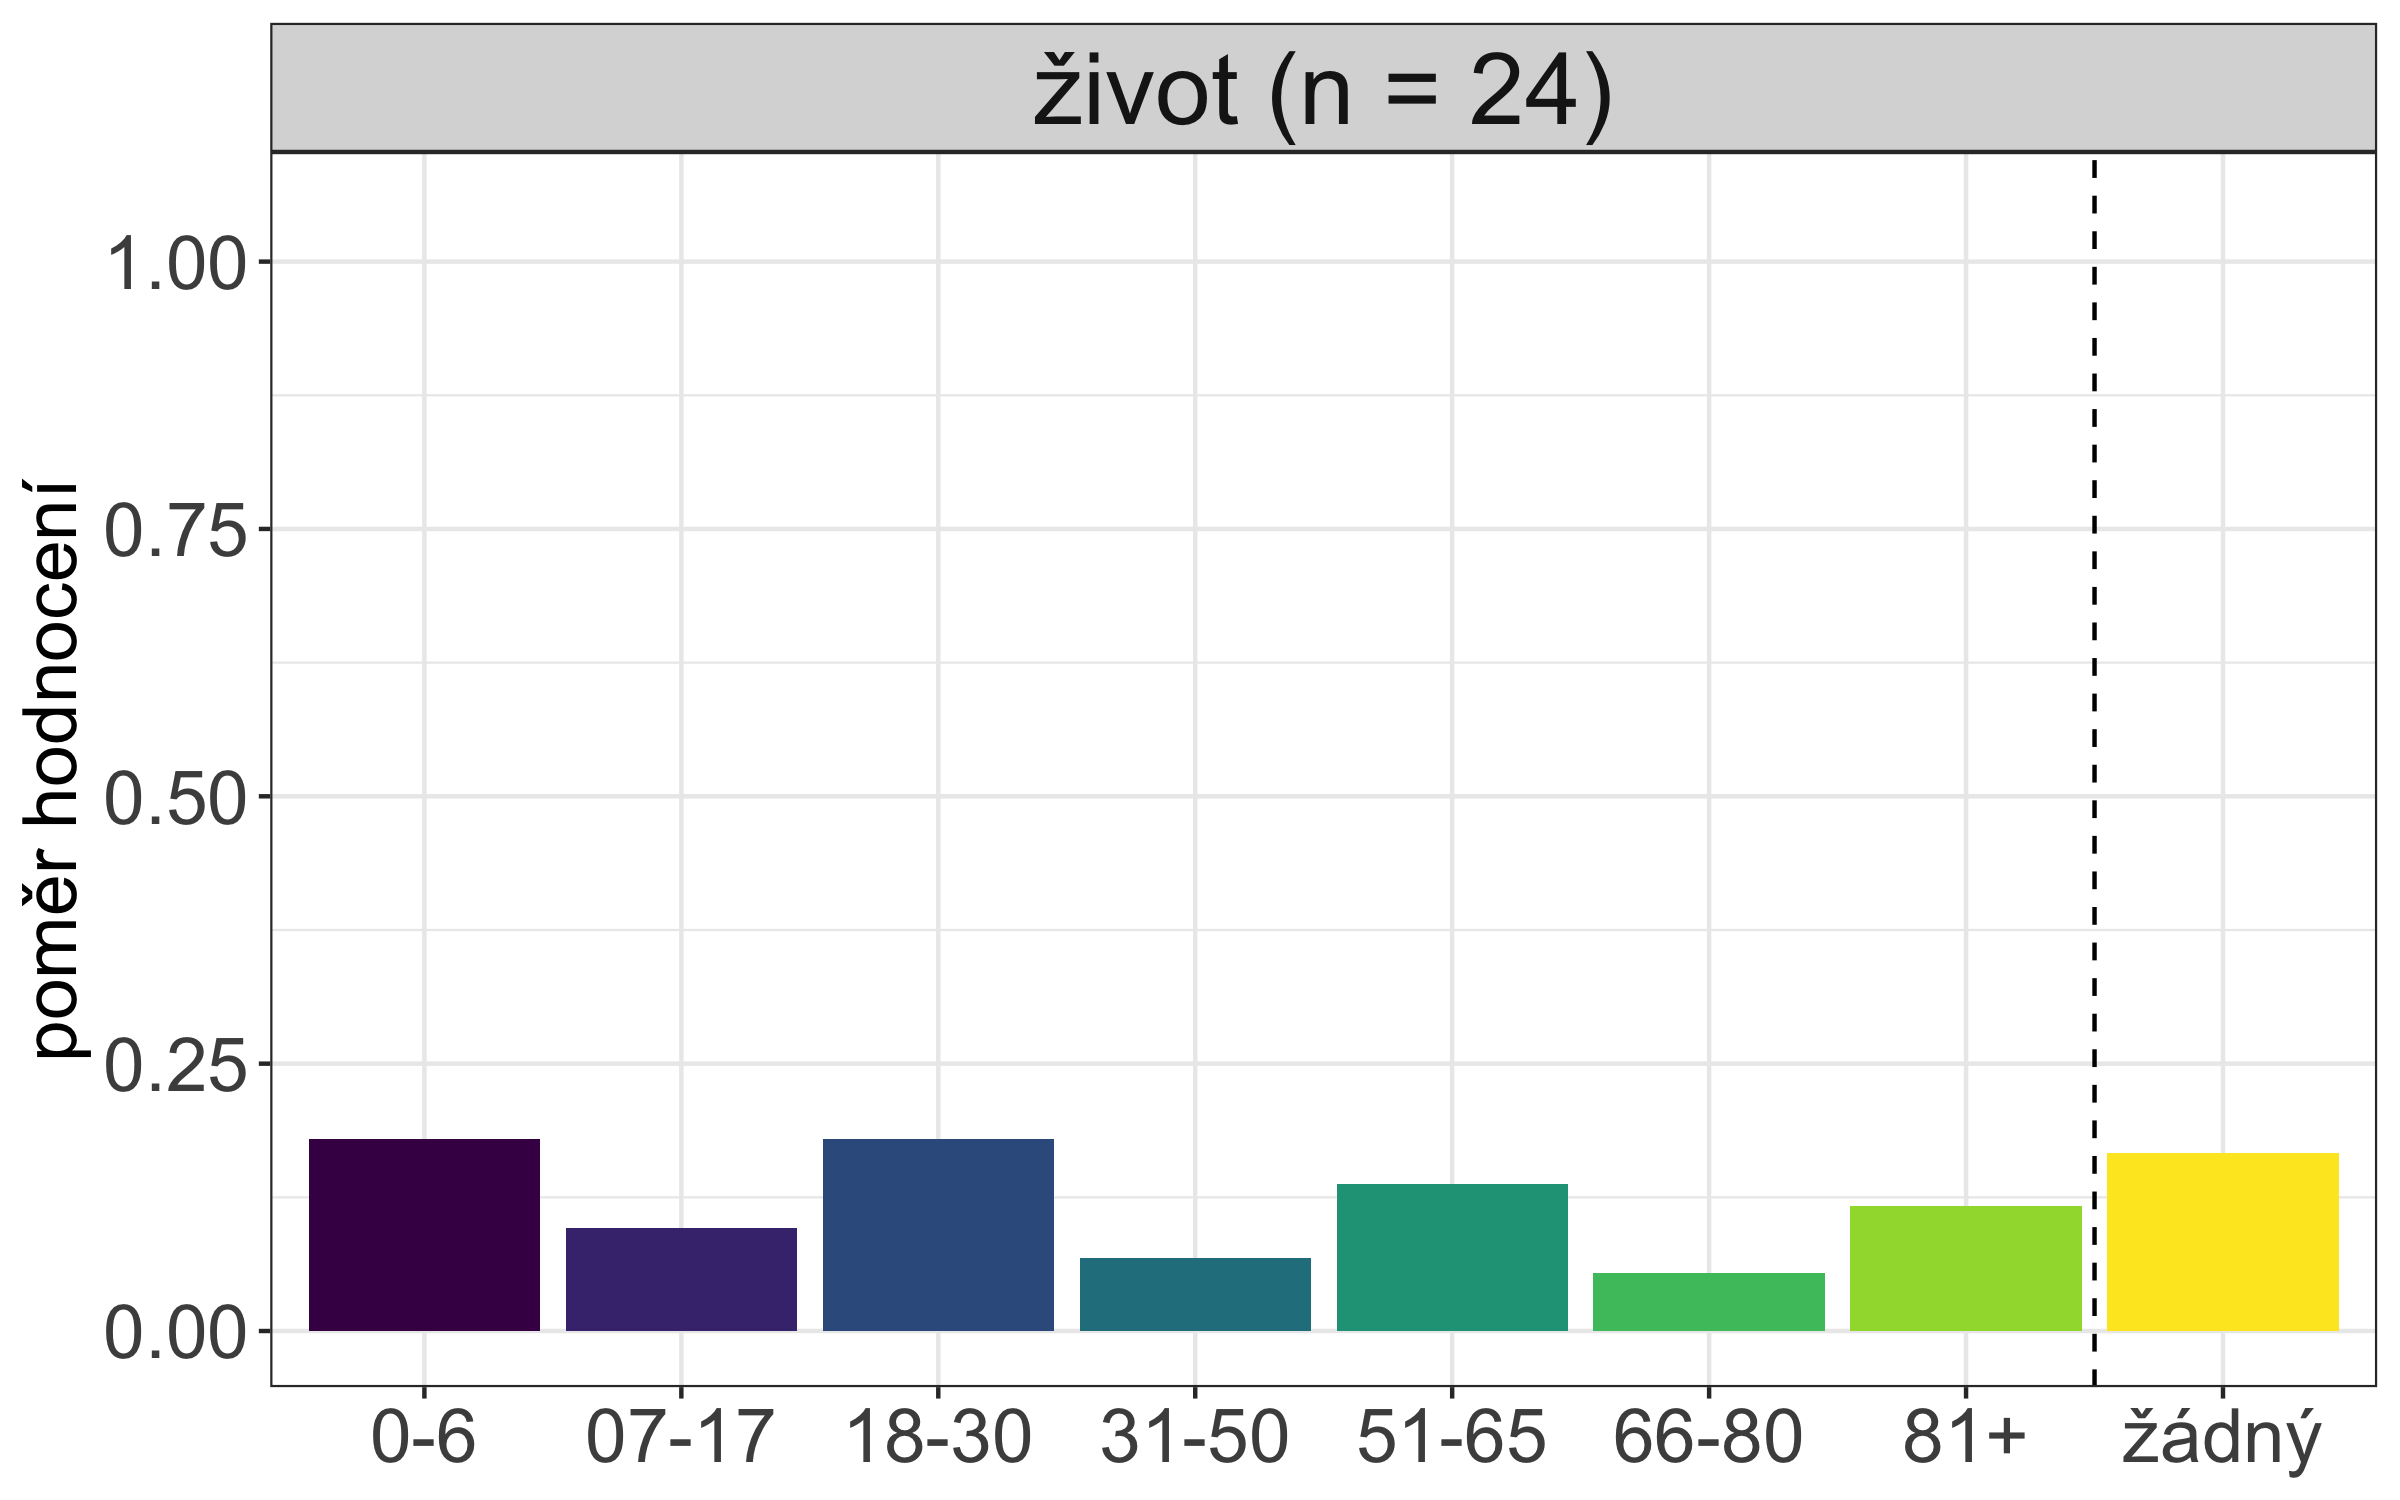 život (n = 24)
poměr hodnocení
1.00
0.75
0.50
0.25
0.00
0-6 07-17 18-30 31-50 51-65 66-80 81+ žádný